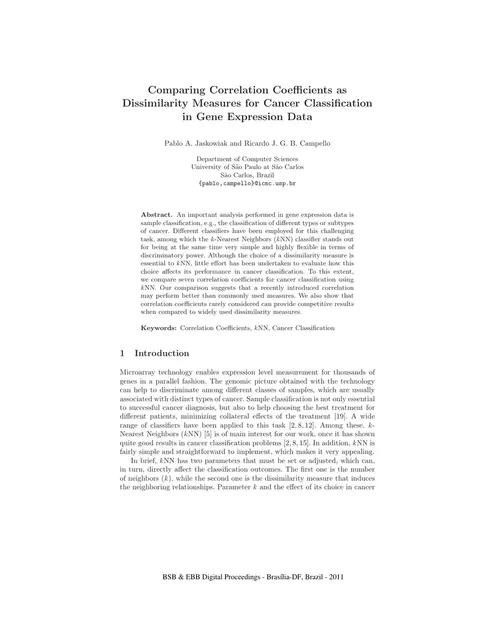 Comparing Correlation Coefficients as
Dissimilarity Measures for Cancer Classification
in Gene Expression Data
Pablo A. Jaskowiak and Ricardo J. G. B. Campello
Department of Computer Sciences
University of São Paulo at São Carlos
São Carlos, Brazil
{pablo,campello}@icmc.usp.br
Abstract. An important analysis performed in gene expression data is
sample classification, e.g., the classification of different types or subtypes
of cancer. Different classifiers have been employed for this challenging
task, among which the k-Nearest Neighbors (kNN) classifier stands out
for being at the same time very simple and highly flexible in terms of
discriminatory power. Although the choice of a dissimilarity measure is
essential to kNN, little effort has been undertaken to evaluate how this
choice affects its performance in cancer classification. To this extent,
we compare seven correlation coefficients for cancer classification using
kNN. Our comparison suggests that a recently introduced correlation
may perform better than commonly used measures. We also show that
correlation coefficients rarely considered can provide competitive results
when compared to widely used dissimilarity measures.
Keywords: Correlation Coefficients, kNN, Cancer Classification
1 Introduction
Microarray technology enables expression level measurement for thousands of
genes in a parallel fashion. The genomic picture obtained with the technology
can help to discriminate among different classes of samples, which are usually
associated with distinct types of cancer. Sample classification is not only essential
to successful cancer diagnosis, but also to help choosing the best treatment for
different patients, minimizing collateral effects of the treatment [19]. A wide
range of classifiers have been applied to this task [2, 8, 12]. Among these, k-
Nearest Neighbors (kNN) [5] is of main interest for our work, once it has shown
quite good results in cancer classification problems [2, 8, 15]. In addition, kNN is
fairly simple and straightforward to implement, which makes it very appealing.
In brief, kNN has two parameters that must be set or adjusted, which can,
in turn, directly affect the classification outcomes. The first one is the number
of neighbors (k), while the second one is the dissimilarity measure that induces
the neighboring relationships. Parameter k and the effect of its choice in cancer
BSB & EBB Digital Proceedings - Brasília-DF, Brazil - 2011